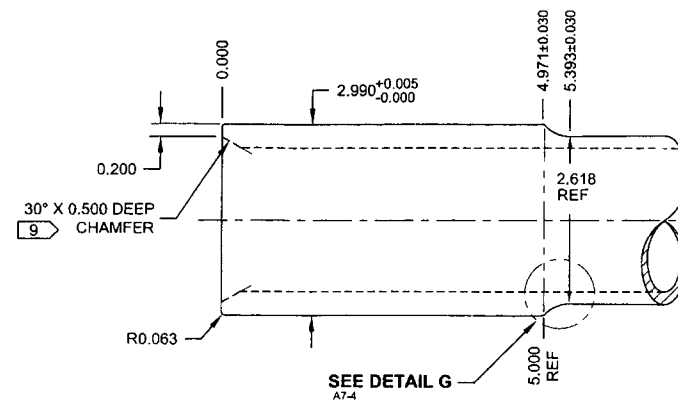 0.000
4.971±0.030
5.393±0.030
2.990 +0.005
-0.000
0.200
2.618
REF
30° X 0.500 DEEP
9 CHAMFER
R0.063
5.000
REF
SEE DETAIL G
A7-4